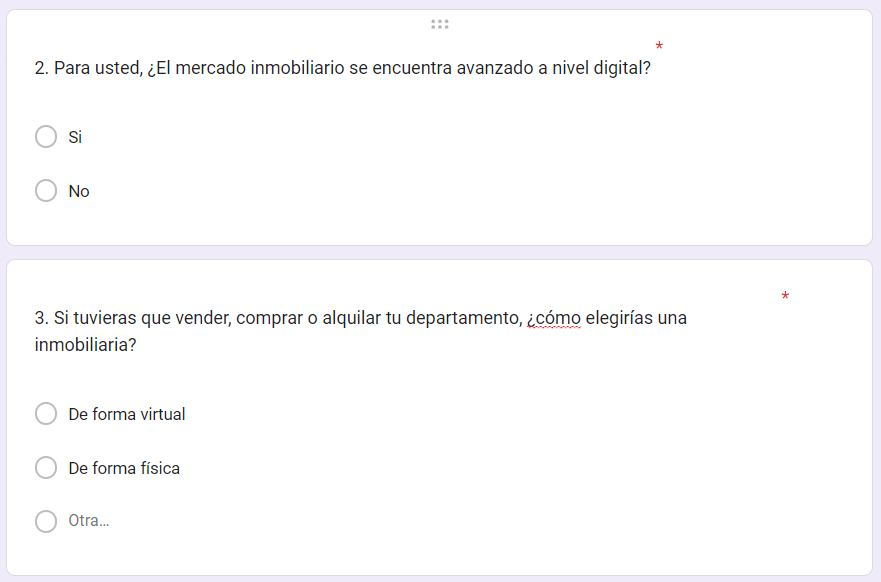 *
2. Para usted, ¿El mercado inmobiliario se encuentra avanzado a nivel digital?
Si
No
*
3. Si tuvieras que vender, comprar o alquilar tu departamento, ¿cómo elegirías una
inmobiliaria?
De forma virtual
De forma física
Otra...